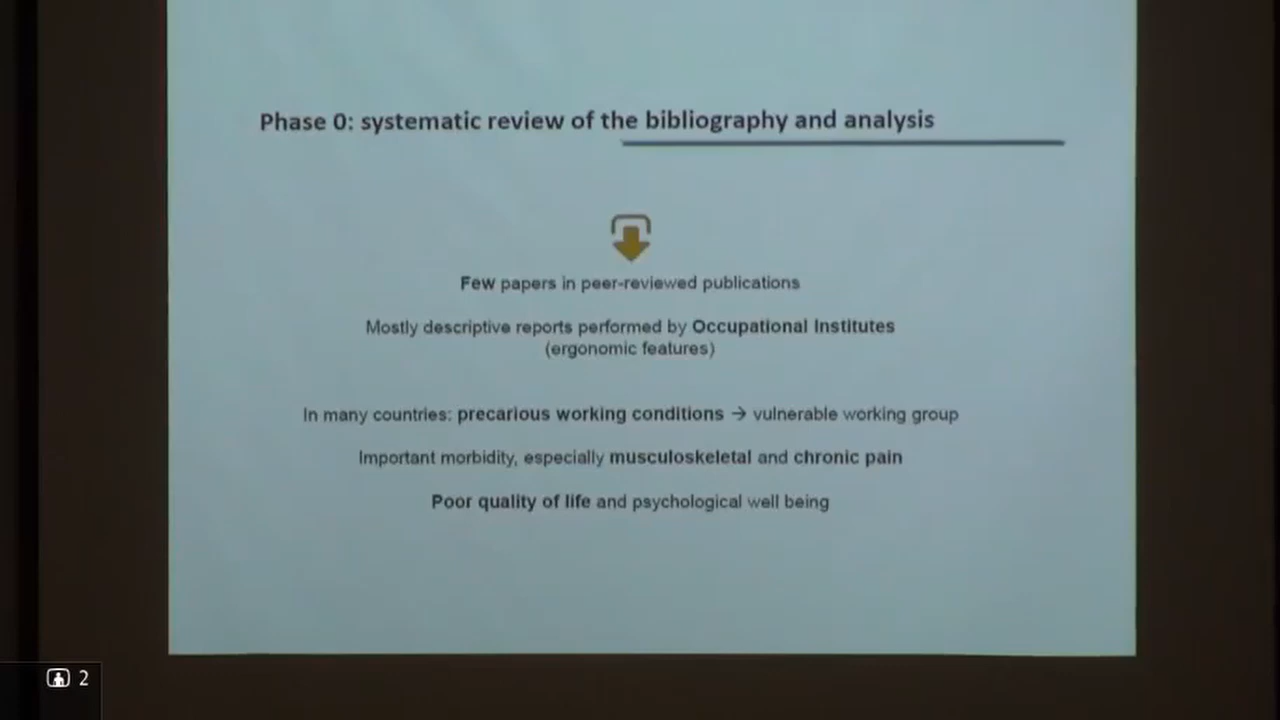 Phase 0: systematic review of the bibliography and analysis
Few papers in peer-reviewed publications
Mostly descriptive reports performed by Occupational Institutes
(ergonomic features)
In many countries: precarious working conditions → vulnerable working group
Important morbidity, especially musculoskeletal and chronic pain
Poor quality of life and psychological well being
2